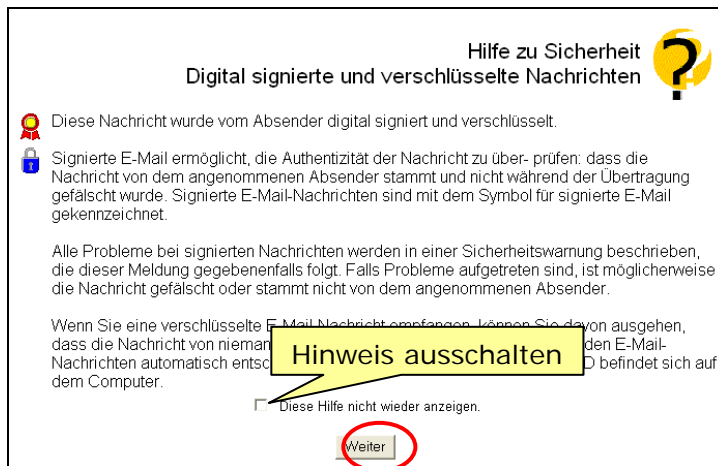 Hilfe zu Sicherheit
Digital signierte und verschlüsselte Nachrichten
Diese Nachricht wurde vom Absender digital signiert und verschlüsselt.
Signierte E-Mail ermöglicht, die Authentizität der Nachricht zu über- prüfen: dass die
Nachricht von dem angenommenen Absender stammt und nicht während der Übertragung
gefälscht wurde. Signierte E-Mail-Nachrichten sind mit dem Symbol für signierte E-Mail
gekennzeichnet.
Alle Probleme bei signierten Nachrichten werden in einer Sicherheitswarnung beschrieben,
die dieser Meldung gegebenenfalls folgt. Falls Probleme aufgetreten sind, ist möglicherweise
die Nachricht gefälscht oder stammt nicht von dem angenommenen Absender.
Wenn Sie eine verschlüsselte E-Mail-Nachricht empfangen, können Sie davon ausgehen,
dass die Nachricht von nieman den E-Mail-
Nachrichten automatisch entsc D befindet sich auf
dem Computer.
Hinweis ausschalten
Diese Hilfe nicht wieder anzeigen.
Weiter